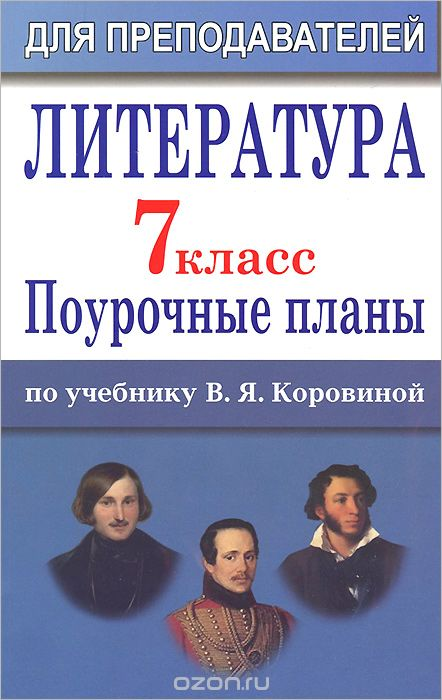 ДЛЯ ПРЕПОДАВАТЕЛЕЙ
ЛИТЕРАТУРА
7 класс
Поурочные планы
по учебнику В. Я. Коровиной
ozon.ru